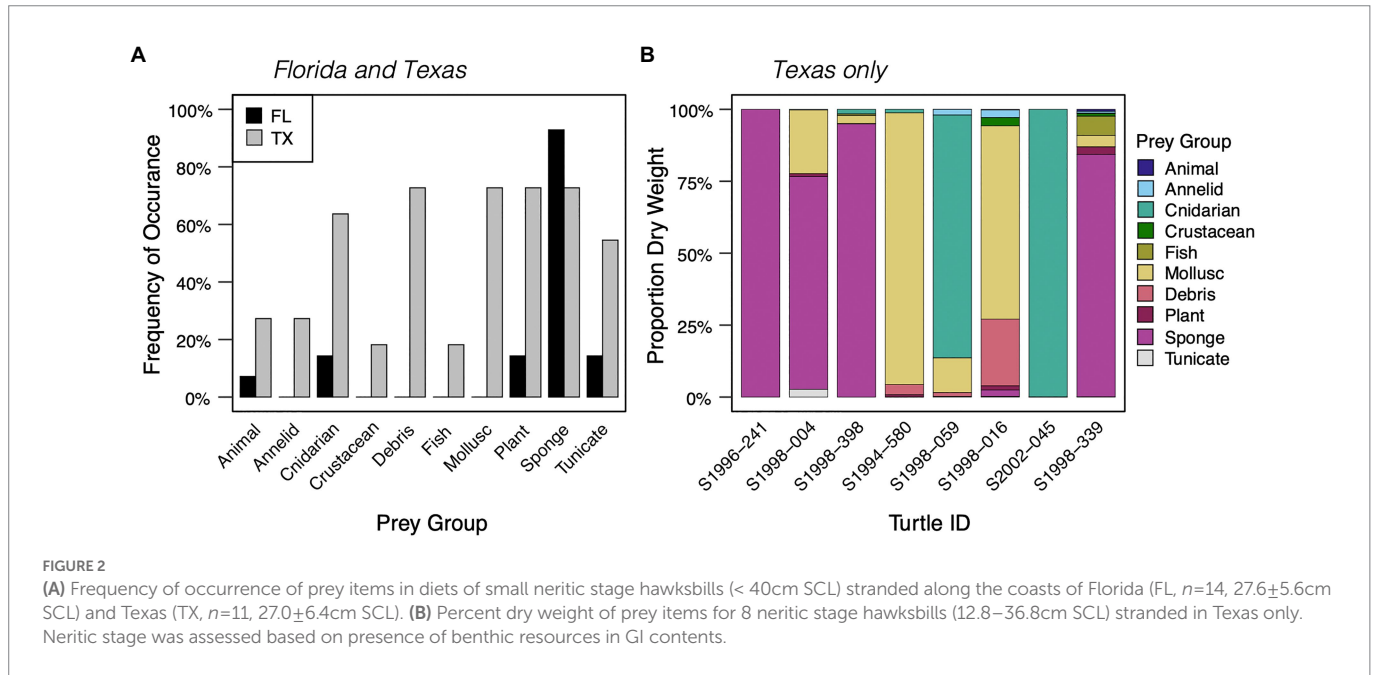 A
Florida and Texas
FL
TX
100%
80%
60%
40%
20%
0%
Frequency of Occurance
Animal
Annelid
Cnidarian
Crustacean
Debris
Fish
Mollusc
Plant
Sponge
Tunicate
Prey Group
B
Texas only
100%
75%
50%
25%
0%
Proportion Dry Weight
S1996–241
S1998–004
S1998–398
S1994–580
S1998–059
S1998–016
S2002–045
S1998–339
Turtle ID
Prey Group
Animal
Annelid
Cnidarian
Crustacean
Fish
Mollusc
Debris
Plant
Sponge
Tunicate
FIGURE 2
(A) Frequency of occurrence of prey items in diets of small neritic stage hawksbills (< 40cm SCL) stranded along the coasts of Florida (FL, n=14, 27.6±5.6cm
SCL) and Texas (TX, n=11, 27.0±6.4cm SCL). (B) Percent dry weight of prey items for 8 neritic stage hawksbills (12.8–36.8cm SCL) stranded in Texas only.
Neritic stage was assessed based on presence of benthic resources in GI contents.